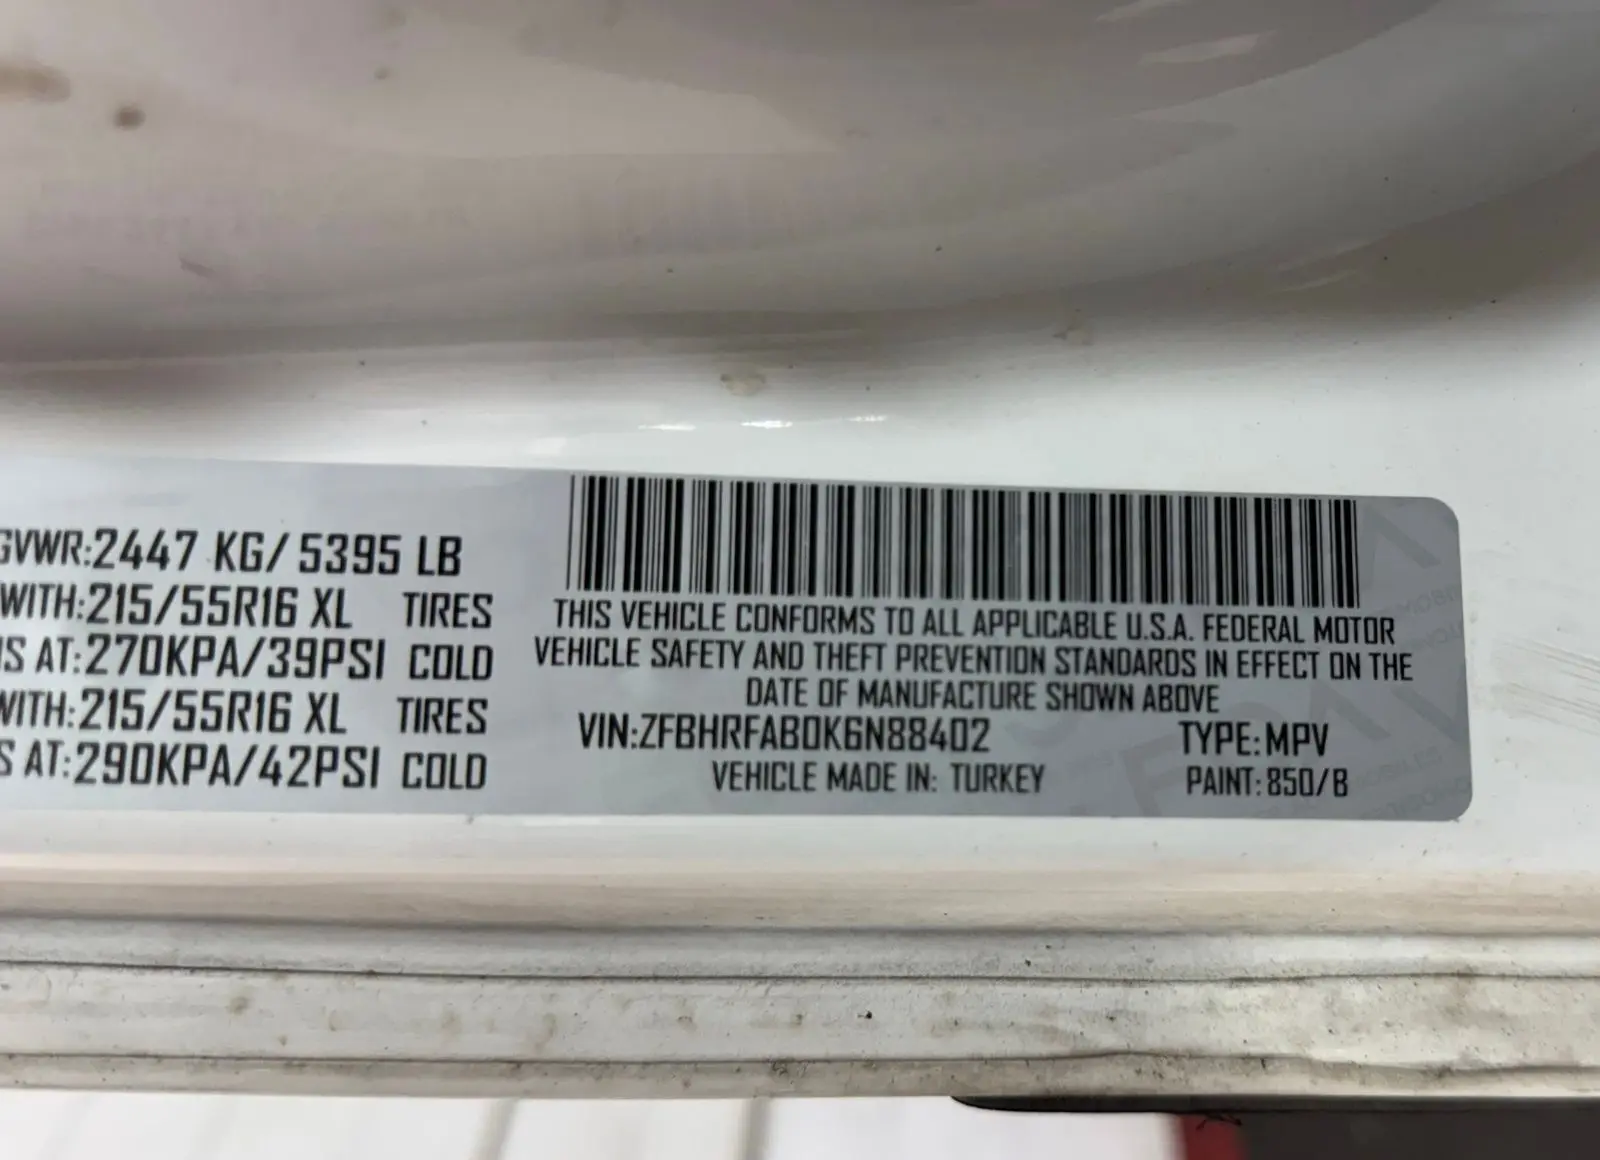 GVWR:2447 KG/5395 LB
WITH:215/55R16 XL TIRES
AT:270KPA/39PSI COLD
WITH:215/55R16 XL TIRES
AT:290KPA/42PSI COLD
THIS VEHICLE CONFORMS TO ALL APPLICABLE U.S.A. FEDERAL MOTOR
VEHICLE SAFETY AND THEFT PREVENTION STANDARDS IN EFFECT ON THE
DATE OF MANUFACTURE SHOWN ABOVE
VIN:ZFBHRFAB0K6N88402 TYPE:MPV
VEHICLE MADE IN: TURKEY PAINT:850/B